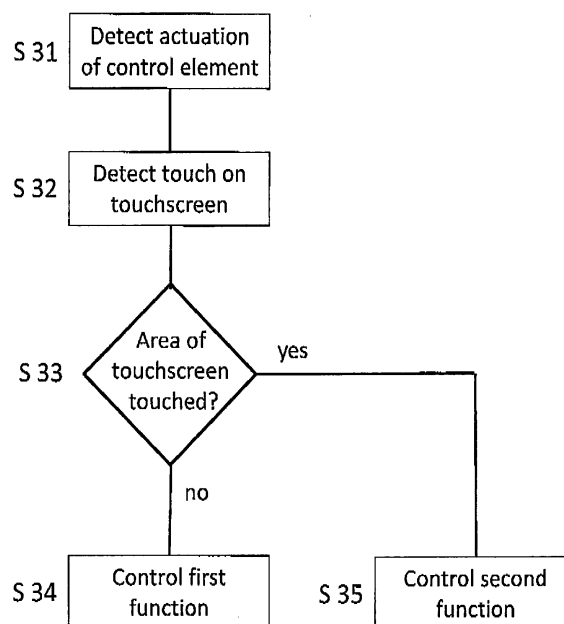 Detect actuation
S 31
of control element
Detect touch on
S 32
touchscreen
Area of
yes
S 33
touchscreen
touched?
no
Control first
S 34
function
Control second
S 35
function